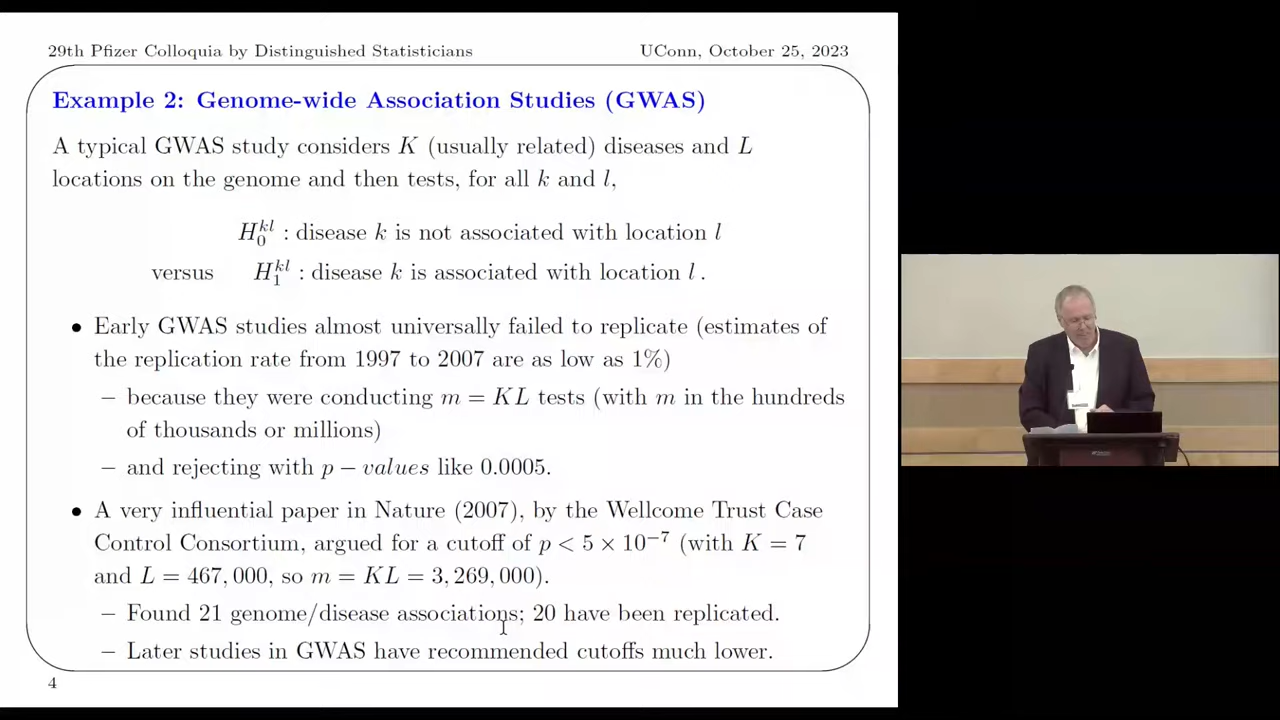 29th Pfizer Colloquia by Distinguished Statisticians UConn, October 25, 2023
Example 2: Genome-wide Association Studies (GWAS)
A typical GWAS study considers K (usually related) diseases and L
locations on the genome and then tests, for all k and l,
H_0^{kl} : disease k is not associated with location l
versus H_1^{kl} : disease k is associated with location l .
• Early GWAS studies almost universally failed to replicate (estimates of
the replication rate from 1997 to 2007 are as low as 1%)
– because they were conducting m = KL tests (with m in the hundreds
of thousands or millions)
– and rejecting with p − values like 0.0005.
• A very influential paper in Nature (2007), by the Wellcome Trust Case
Control Consortium, argued for a cutoff of p < 5 × 10^{−7} (with K = 7
and L = 467, 000, so m = KL = 3, 269, 000).
– Found 21 genome/disease associations; 20 have been replicated.
– Later studies in GWAS have recommended cutoffs much lower.
4